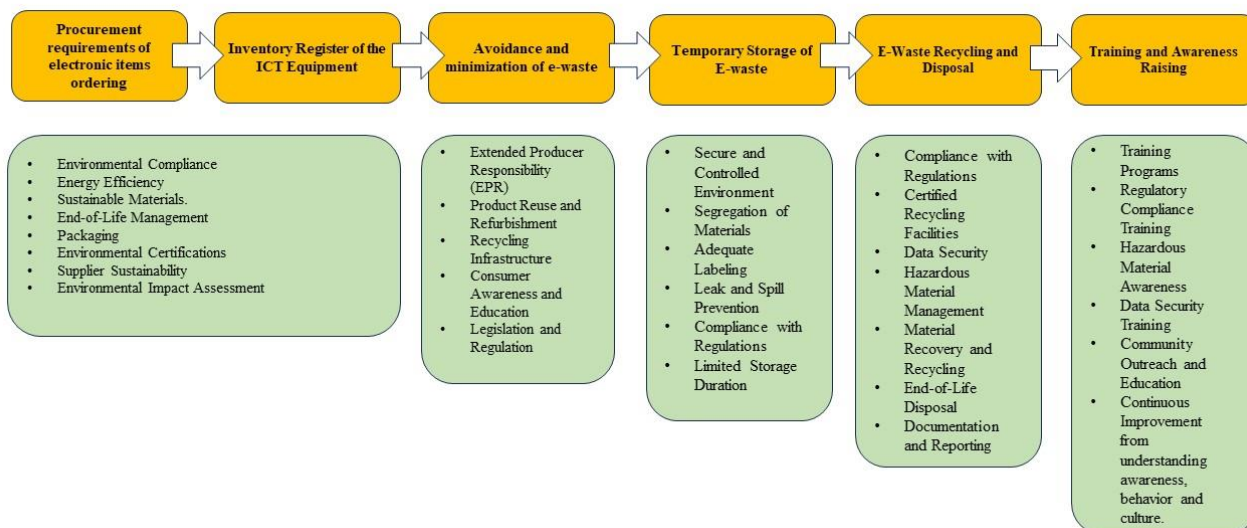 Procurement
requirements of
electronic items
ordering
Inventory Register of the
ICT Equipment
Avoidance and
minimization of e-waste
Temporary Storage of
E-waste
E-Waste Recycling and
Disposal
Training and Awareness
Raising
• Environmental Compliance
• Energy Efficiency
• Sustainable Materials.
• End-of-Life Management
• Packaging
• Environmental Certifications
• Supplier Sustainability
• Environmental Impact Assessment
• Extended Producer
Responsibility
(EPR)
• Product Reuse and
Refurbishment
• Recycling
Infrastructure
• Consumer
Awareness and
Education
• Legislation and
Regulation
• Secure and
Controlled
Environment
• Segregation of
Materials
• Adequate
Labeling
• Leak and Spill
Prevention
• Compliance with
Regulations
• Limited Storage
Duration
• Compliance with
Regulations
• Certified
Recycling
Facilities
• Data Security
• Hazardous
Material
Management
• Material
Recovery and
Recycling
• End-of-Life
Disposal
• Documentation
and Reporting
• Training
Programs
• Regulatory
Compliance
Training
• Hazardous
Material
Awareness
• Data Security
Training
• Community
Outreach and
Education
• Continuous
Improvement
from
understanding
awareness,
behavior and
culture.